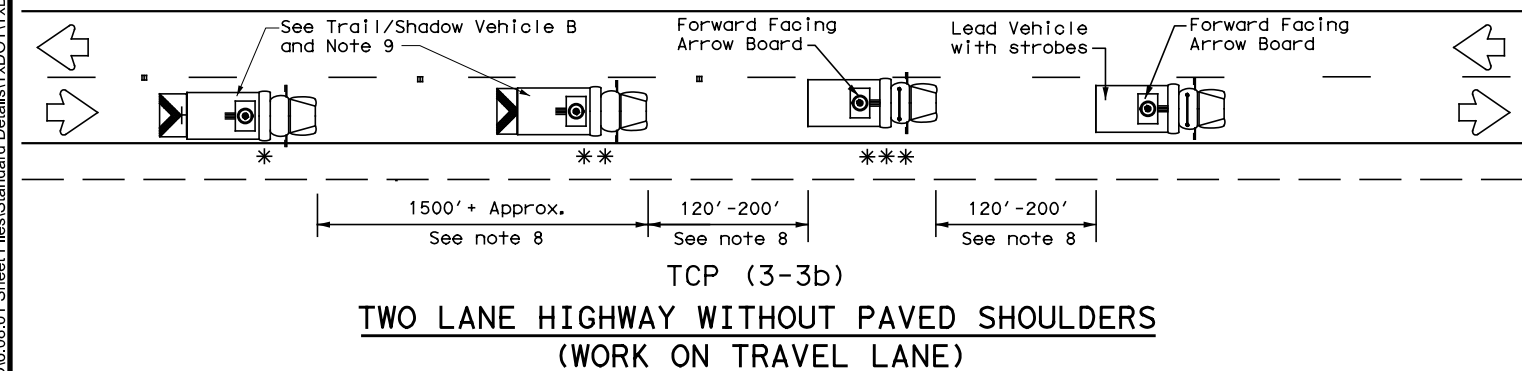 See Trail/Shadow Vehicle B
and Note 9
Forward Facing
Arrow Board
Lead Vehicle
with strobes
Forward Facing
Arrow Board
*
**
***
1500'+ Approx.
See note 8
120'-200'
See note 8
120'-200'
See note 8
TCP (3-3b)
TWO LANE HIGHWAY WITHOUT PAVED SHOULDERS
(WORK ON TRAVEL LANE)